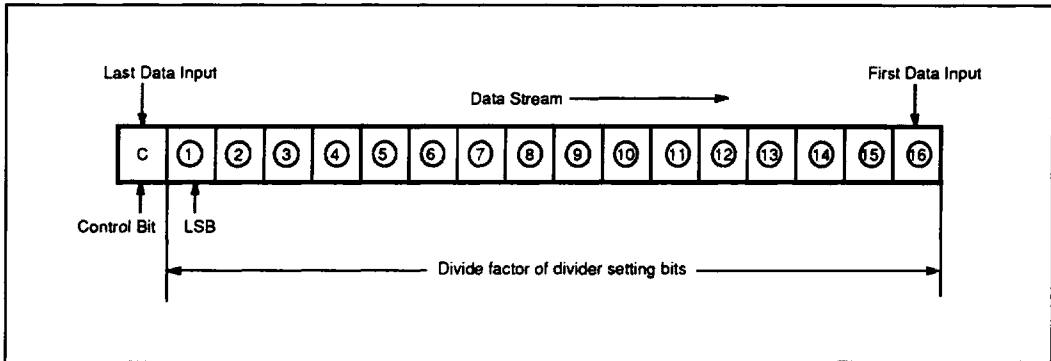 Last Data Input
First Data Input
Data Stream
C 1 2 3 4 5 6 7 8 9 10 11 12 13 14 15 16
Control Bit
LSB
Divide factor of divider setting bits